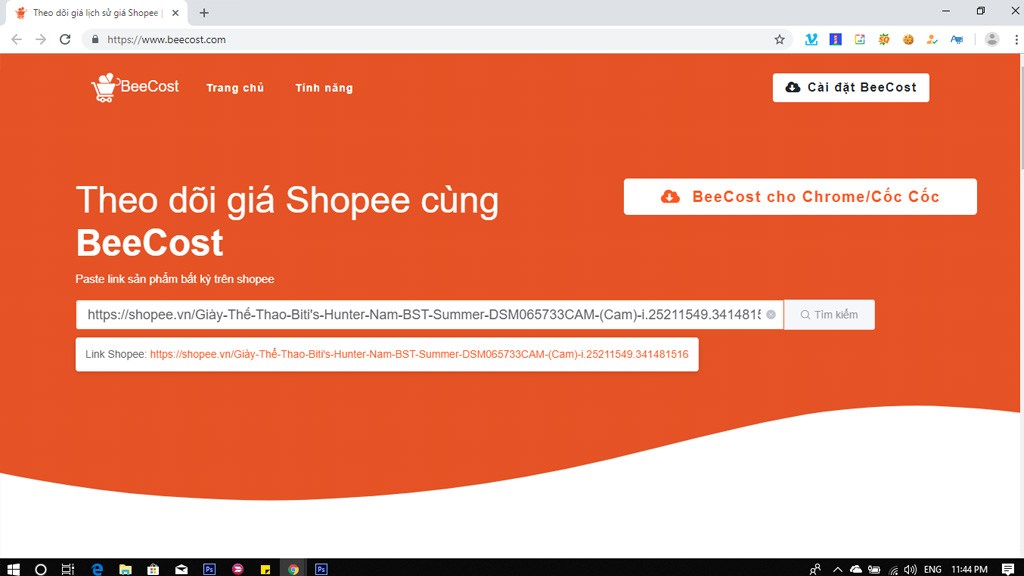 Theo dõi giá lịch sử giá Shopee
https://www.beecost.com
BeeCost
Trang chủ
Tính năng
Cài đặt BeeCost
Theo dõi giá Shopee cùng
BeeCost
BeeCost cho Chrome/Cốc Cốc
Paste link sản phẩm bất kỳ trên shopee
https://shopee.vn/Giày-Thể-Thao-Biti's-Hunter-Nam-BST-Summer-DSM065733CAM-(Cam)-i.25211549.34148151
Tìm kiếm
Link Shopee: https://shopee.vn/Giày-Thể-Thao-Biti's-Hunter-Nam-BST-Summer-DSM065733CAM-(Cam)-i.25211549.341481516
ENG
11:44 PM